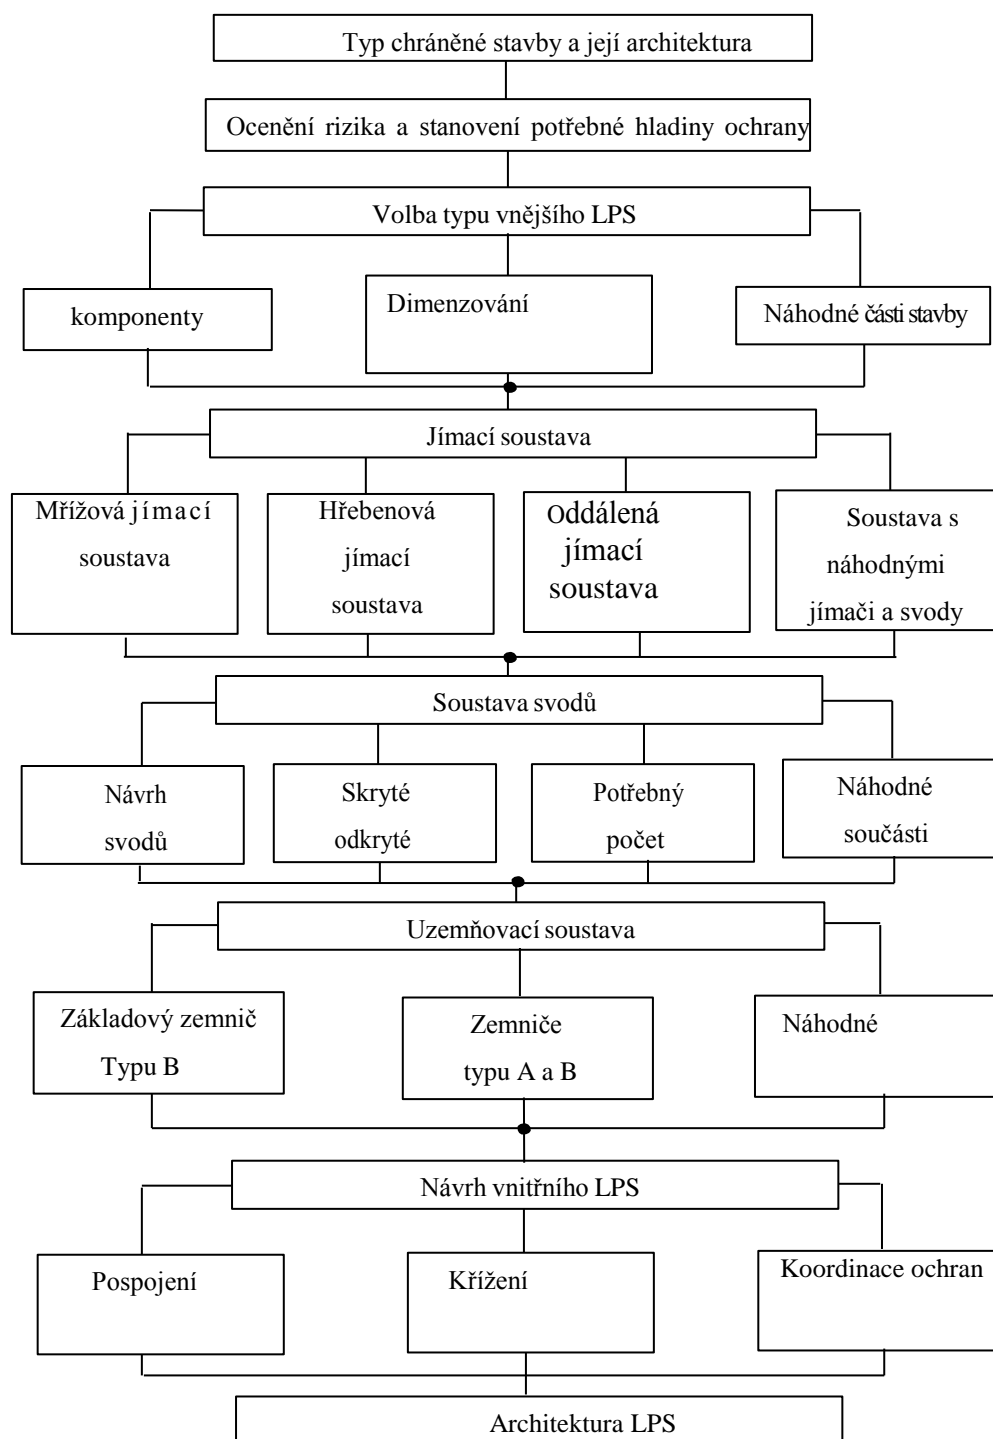 Typ chráněné stavby a její architektura
Ocenění rizika a stanovení potřebné hladiny ochrany
Volba typu vnějšího LPS
komponenty
Dimenzování
Náhodné části stavby
Jímací soustava
Mřížová jímací
soustava
Hřebenová
jímací
soustava
Oddálená
jímací
soustava
Soustava s
náhodnými
jímači a svody
Soustava svodů
Návrh
svodů
Skryté
odkryté
Potřebný
počet
Náhodné
součásti
Uzemňovací soustava
Základový zemnič
Typu B
Zemniče
typu A a B
Náhodné
Návrh vnitřního LPS
Pospojení
Křížení
Koordinace ochran
Architektura LPS